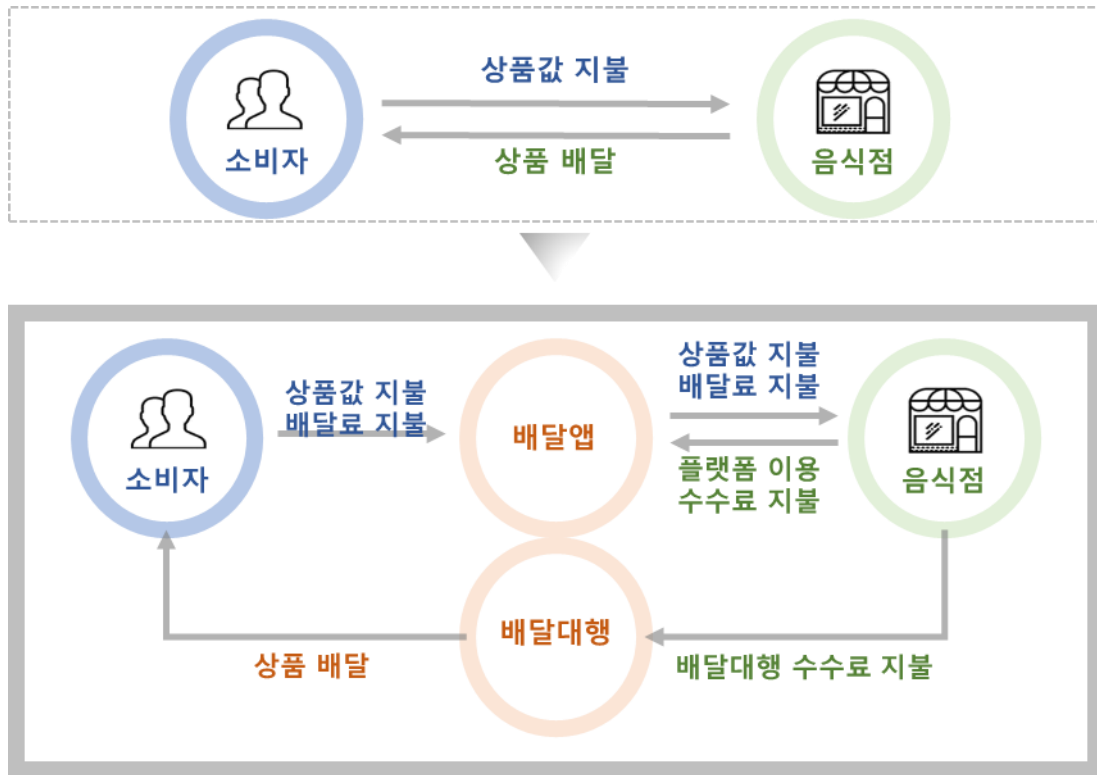 상품값 지불
소비자
음식점
상품 배달
상품값 지불
배달료 지불
상품값 지불
배달료 지불
소비자
배달앱
음식점
플랫폼 이용
수수료 지불
배달대행
상품 배달
배달대행 수수료 지불